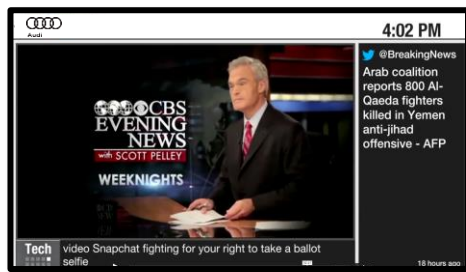 Audi
4:02 PM
@BreakingNews
Arab coalition
reports 800 Al-
Qaeda fighters
killed in Yemen
anti-jihad
offensive - AFP
18 hours ago
CBS
EVENING
NEWS
with SCOTT PELLEY
WEEKNIGHTS
Tech
video Snapchat fighting for your right to take a ballot
selfie